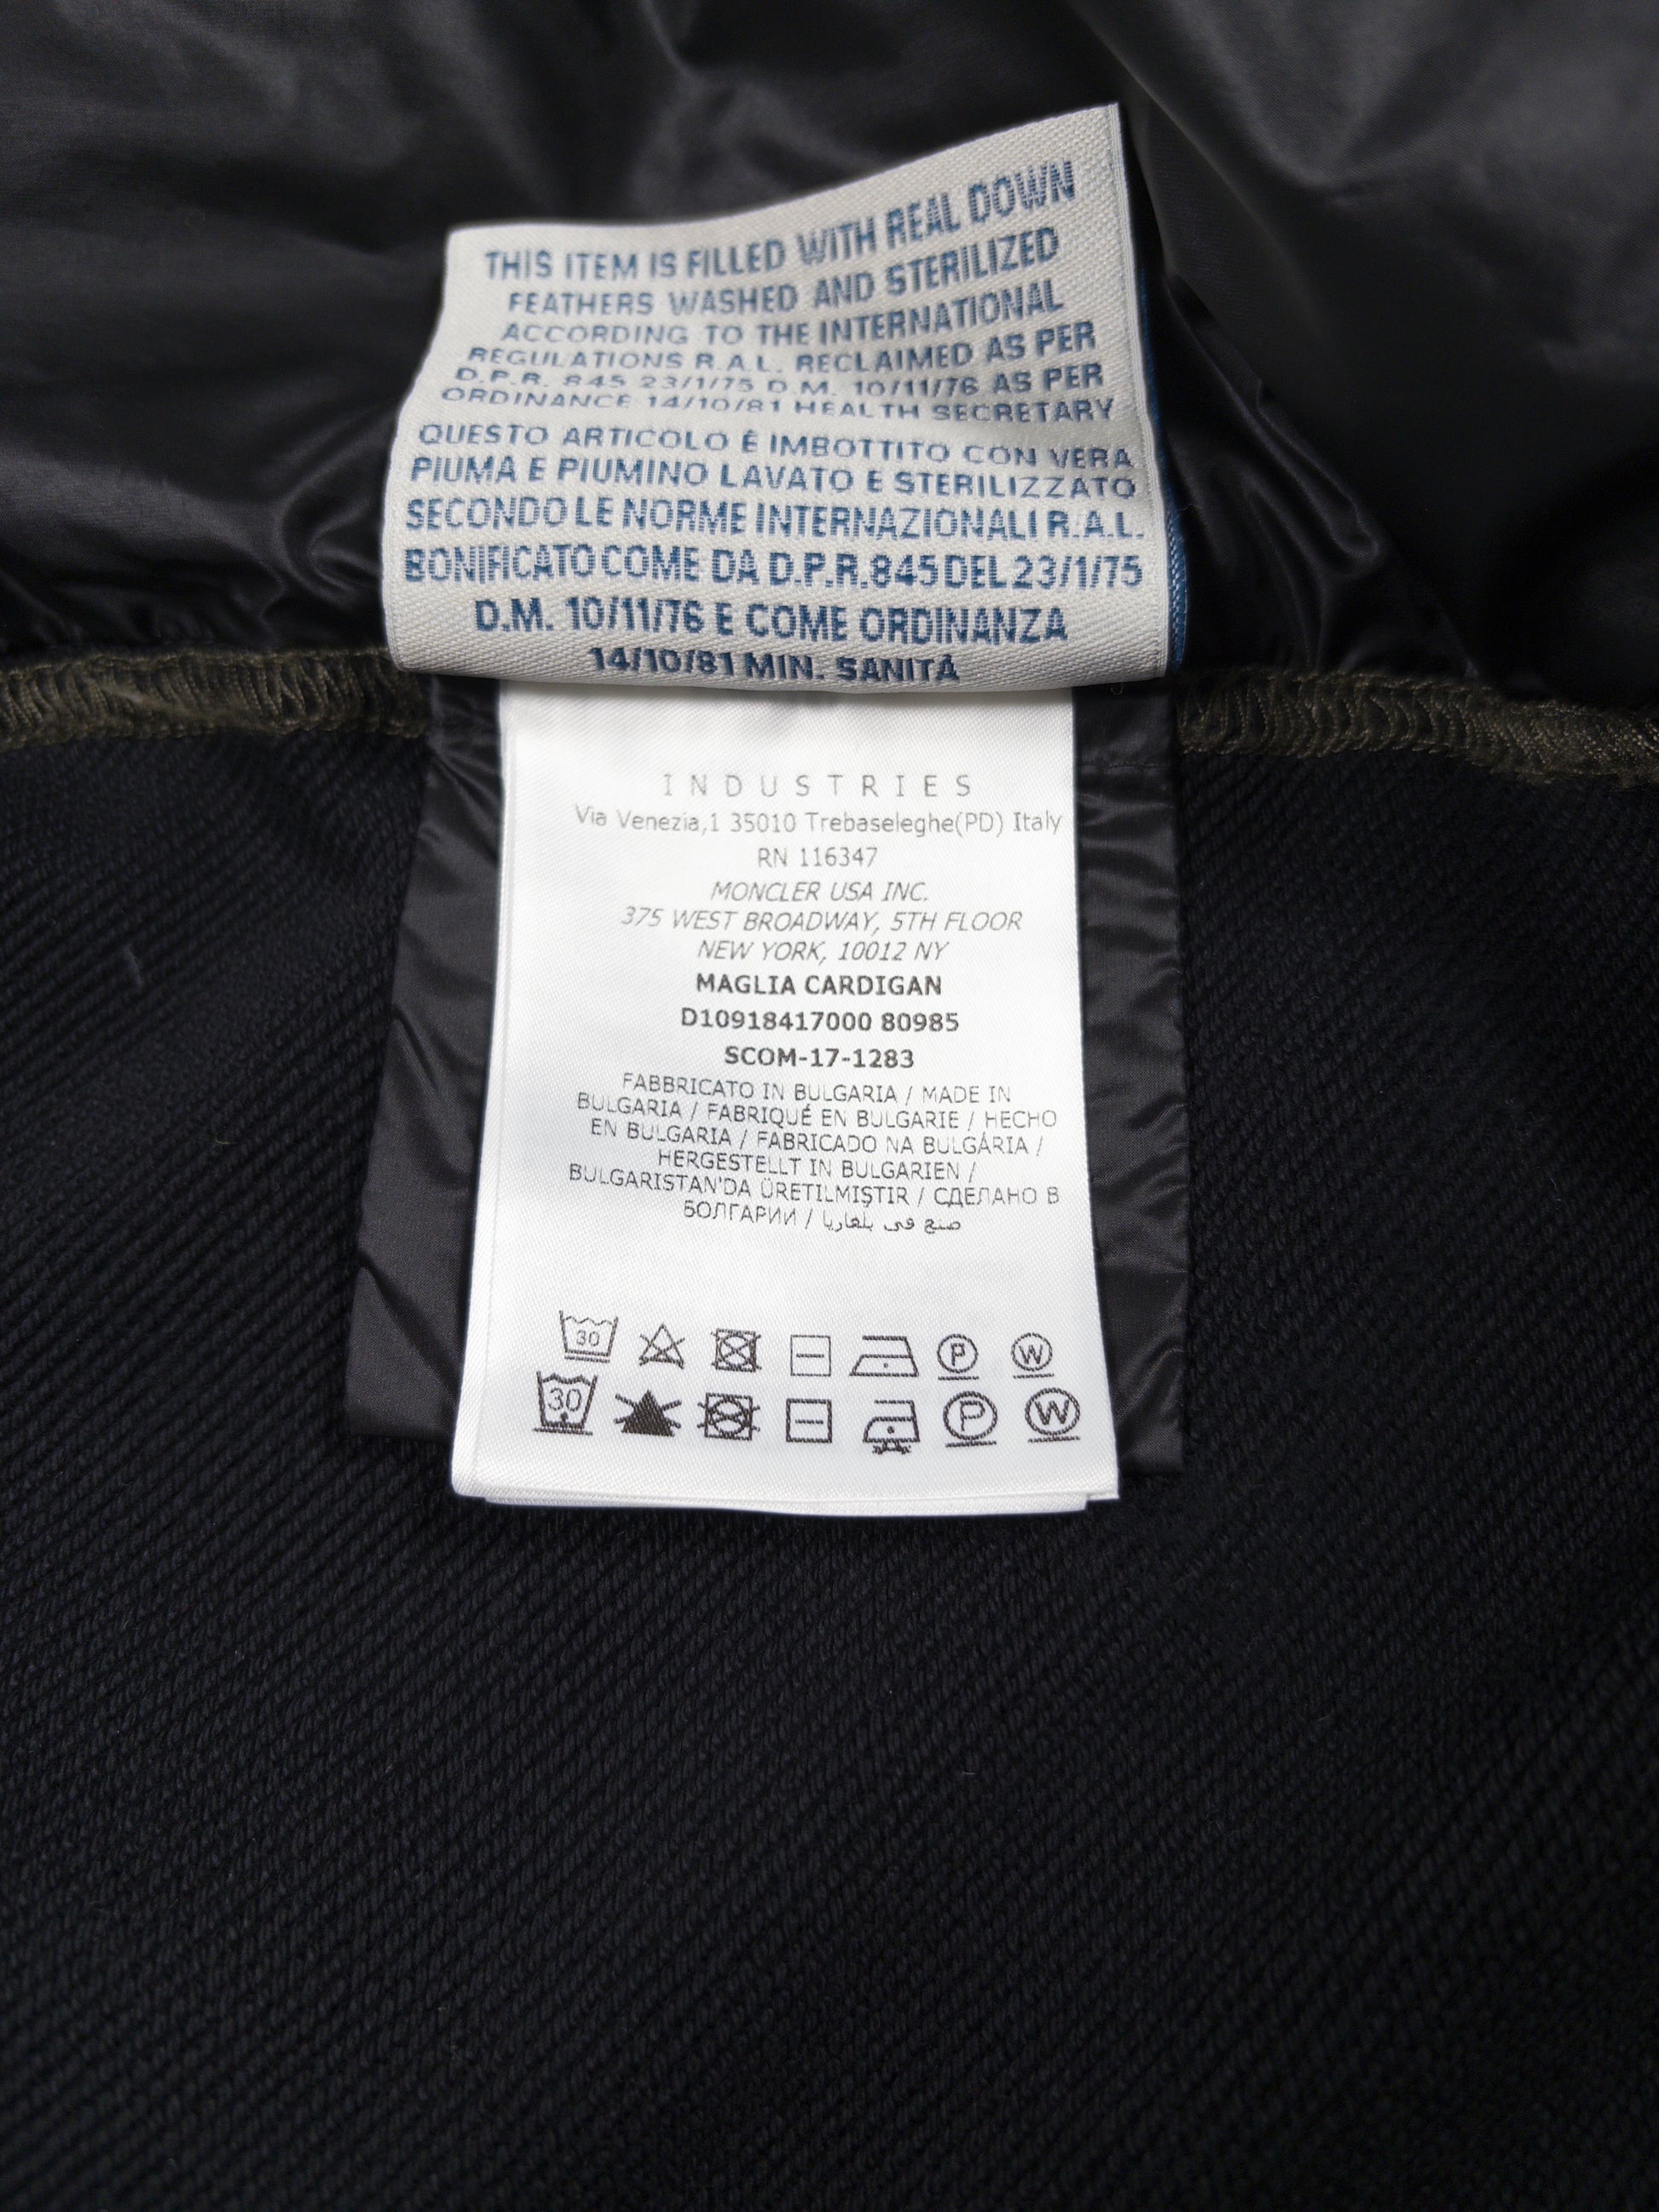 THIS ITEM IS FILLED WITH REAL DOWN
FEATHERS WASHED AND STERILIZED
ACCORDING TO THE INTERNATIONAL
REGULATIONS R.A.L. RECLAIMED AS PER
D.P.R. 845 23/1/75 D.M. 10/11/76 AS PER
ORDINANCE 14/10/81 HEALTH SECRETARY
QUESTO ARTICOLO É IMBOTTITO CON VERA
PIUMA E PIUMINO LAVATO E STERILIZZATO
SECONDO LE NORME INTERNAZIONALI R.A.L.
BONIFICATO COME DA D.P.R. 845 DEL 23/1/75
D.M. 10/11/76 E COME ORDINANZA
14/10/81 MIN. SANITÁ
INDUSTRIES
Via Venezia,1 35010 Trebaseleghe(PD) Italy
RN 116347
MONCLER USA INC.
375 WEST BROADWAY, 5TH FLOOR
NEW YORK, 10012 NY
MAGLIA CARDIGAN
D10918417000 80985
SCOM-17-1283
FABBRICATO IN BULGARIA / MADE IN
BULGARIA / FABRIQUÉ EN BULGARIE / HECHO
EN BULGARIA / FABRICADO NA BULGÁRIA /
HERGESTELLT IN BULGARIEN /
BULGARISTAN'DA ÜRETILMIŞTIR / СДЕЛАНО В
БОЛГАРИИ / صنع في بلغاريا
30 P W
30 P W